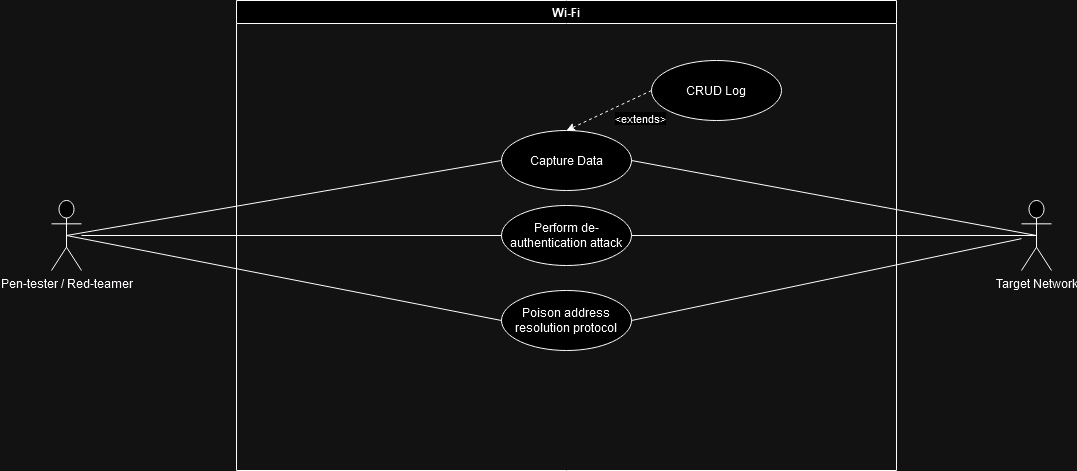 Wi-Fi
CRUD Log
<extends>
Capture Data
Perform de-
authentication attack
Pen-tester / Red-teamer
Target Network
Poison address
resolution protocol